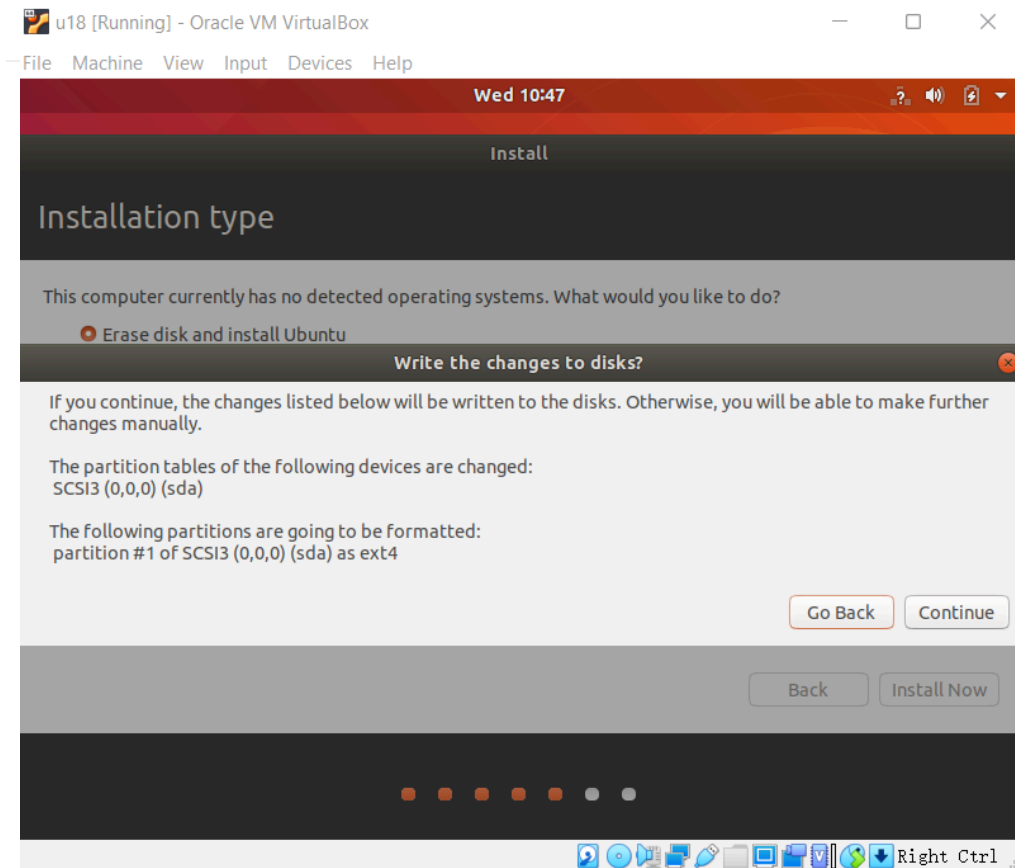 u18 [Running] - Oracle VM VirtualBox
File Machine View Input Devices Help
Wed 10:47
Install
Installation type
This computer currently has no detected operating systems. What would you like to do?
Erase disk and install Ubuntu
Write the changes to disks?
If you continue, the changes listed below will be written to the disks. Otherwise, you will be able to make further
changes manually.
The partition tables of the following devices are changed:
SCSI3 (0,0,0) (sda)
The following partitions are going to be formatted:
partition #1 of SCSI3 (0,0,0) (sda) as ext4
Go Back Continue
Back Install Now
Right Ctrl